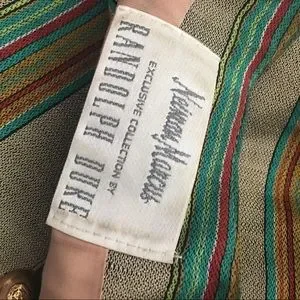 Neiman Marcus
EXCLUSIVE COLLECTION BY
RANDOLPH DUKE